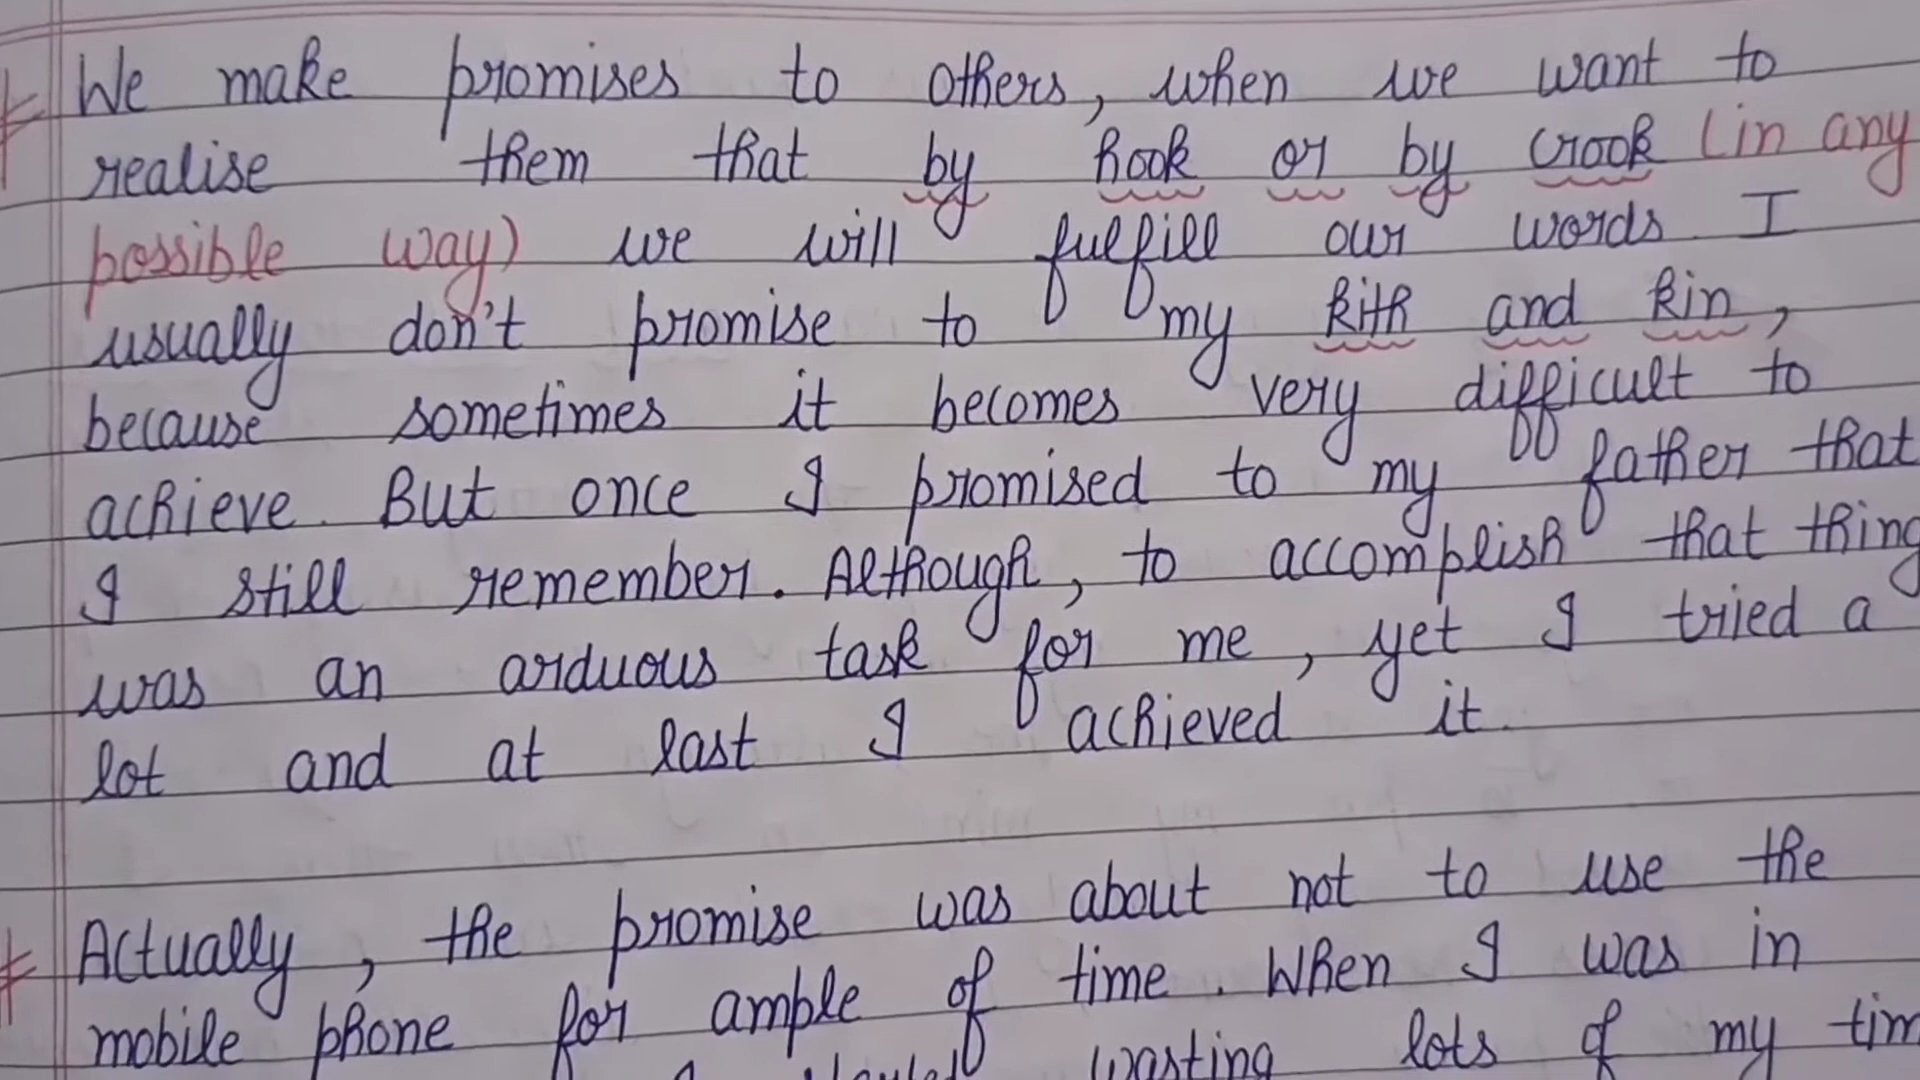 We make promises to others, when we want to
realise them that by hook or by crook (in any
possible way) we will fulfill our words. I
usually don't promise to my kith and kin,
because sometimes it becomes very difficult to
achieve. But once I promised to my father that
I still remember. Although, to accomplish that thing
was an arduous task for me, yet I tried a
lot and at last I achieved it.
Actually, the promise was about not to use the
mobile phone for ample of time. When I was in
wasting lots of my tim